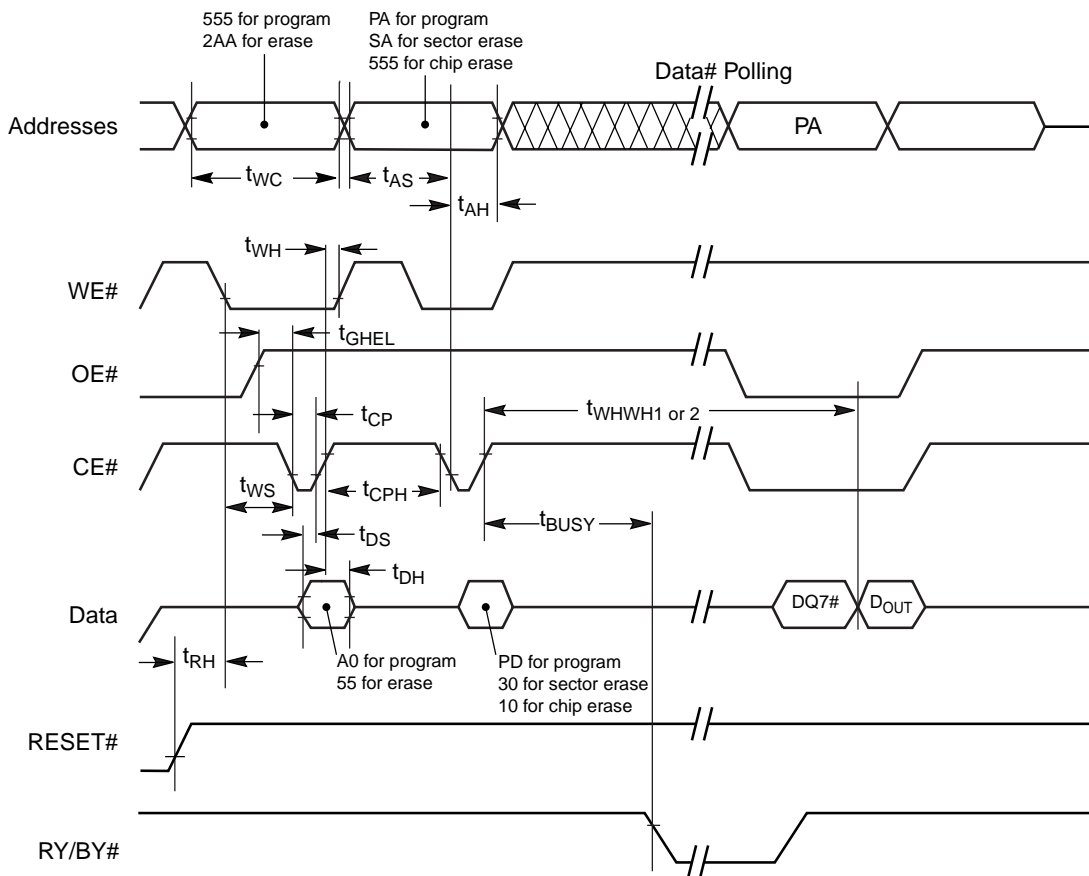 555 for program
2AA for erase
PA for program
SA for sector erase
555 for chip erase
Data# Polling
Addresses
PA
tWC
tAS
tAH
tWH
WE#
tGHEL
OE#
tCP
tWHWH1 or 2
CE#
tWS
tCPH
tBUSY
tDS
tDH
Data
DQ7#
DOUT
tRH
A0 for program
55 for erase
PD for program
30 for sector erase
10 for chip erase
RESET#
RY/BY#